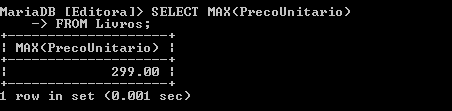 MariaDB [Editora]> SELECT MAX(PrecoUnitario)
    -> FROM Livros;
+--------------------+
| MAX(PrecoUnitario) |
+--------------------+
|             299.00 |
+--------------------+
1 row in set (0.001 sec)